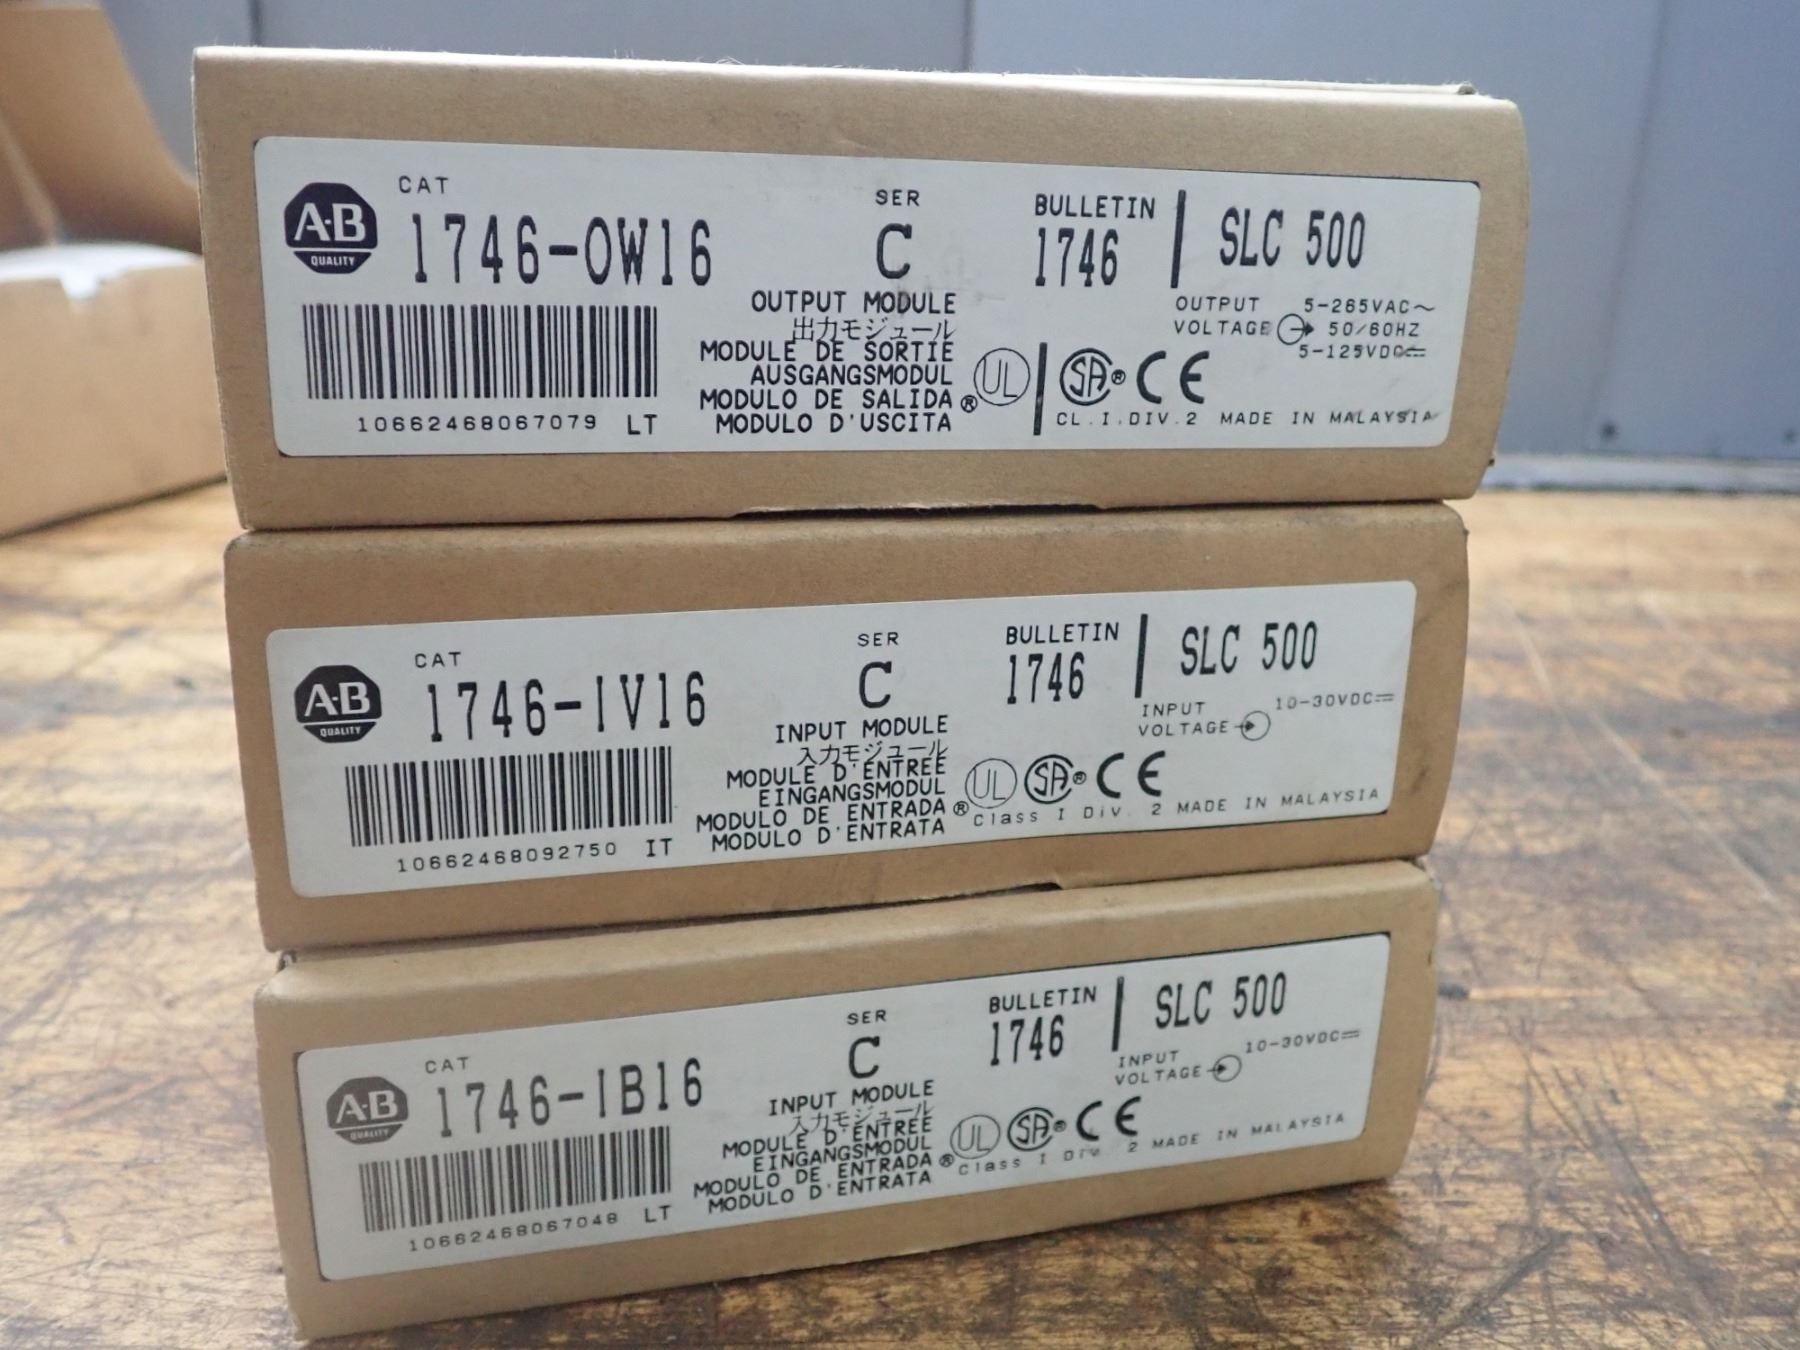 CAT SER BULLETIN SLC 500
A-B QUALITY 1746-OW16 C 1746
OUTPUT MODULE
出力モジュール
MODULE DE SORTIE
AUSGANGSMODUL
MODULO DE SALIDA
MODULO D'USCITA
OUTPUT VOLTAGE 5-265VAC~
50/60HZ
5-125VDC
UL ® SA ® CE
10662468067079 LT
CL.I.DIV.2 MADE IN MALAYSIA
CAT SER BULLETIN SLC 500
A-B QUALITY 1746-IV16 C 1746
INPUT MODULE
入力モジュール
MODULE D'ENTREE
EINGANGSMODUL
MODULO DE ENTRADA
MODULO D'ENTRATA
INPUT VOLTAGE 10-30VDC
UL ® SA ® CE
10662468092750 IT
Class I Div. 2 MADE IN MALAYSIA
CAT SER BULLETIN SLC 500
A-B QUALITY 1746-IB16 C 1746
INPUT MODULE
入力モジュール
MODULE D'ENTREE
EINGANGSMODUL
MODULO DE ENTRADA
MODULO D'ENTRATA
INPUT VOLTAGE 10-30VDC
UL ® SA ® CE
10662468067048 LT
Class I Div 2 MADE IN MALAYSIA